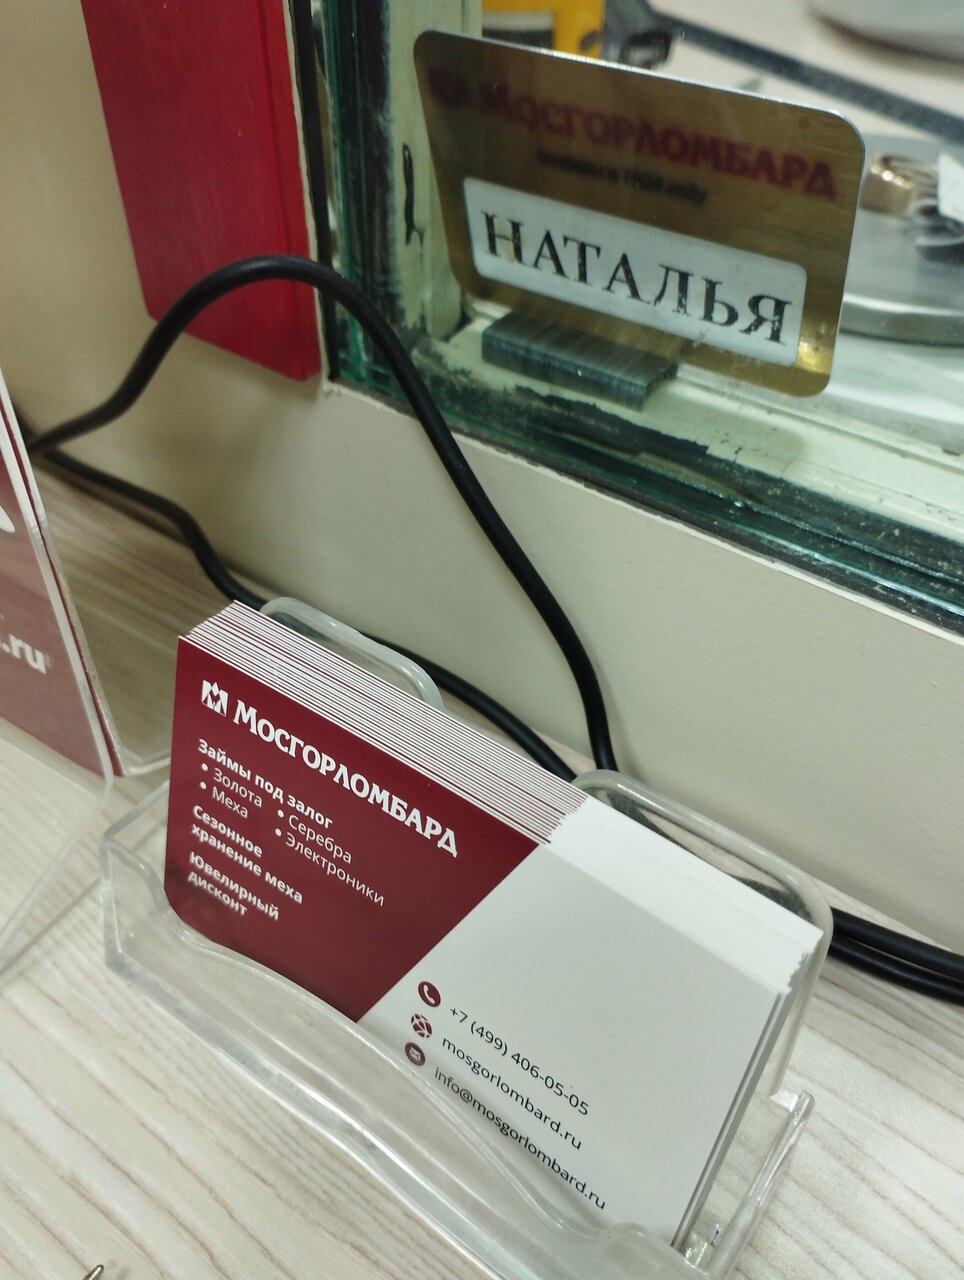 МОСГОРЛОМБАРД
НАТАЛЬЯ
.ru
МОСГОРЛОМБАРД
Займы под залог
• Золота • Серебра
• Меха • Электроники
Сезонное
хранение меха
Ювелирный
дисконт
+7 (499) 406-05-05
mosgorlombard.ru
info@mosgorlombard.ru